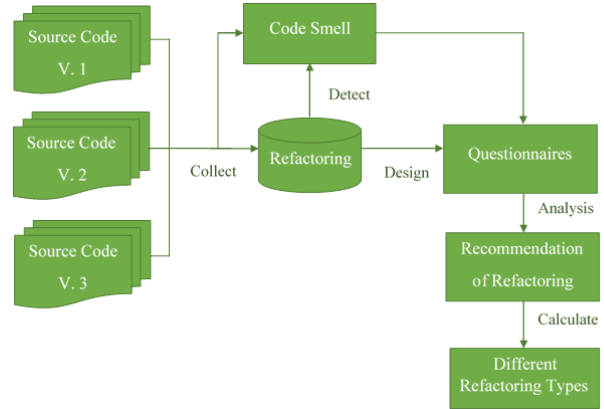 Source Code
V. 1
Source Code
V. 2
Source Code
V. 3
Collect
Code Smell
Detect
Refactoring
Design
Questionnaires
Analysis
Recommendation
of Refactoring
Calculate
Different
Refactoring Types